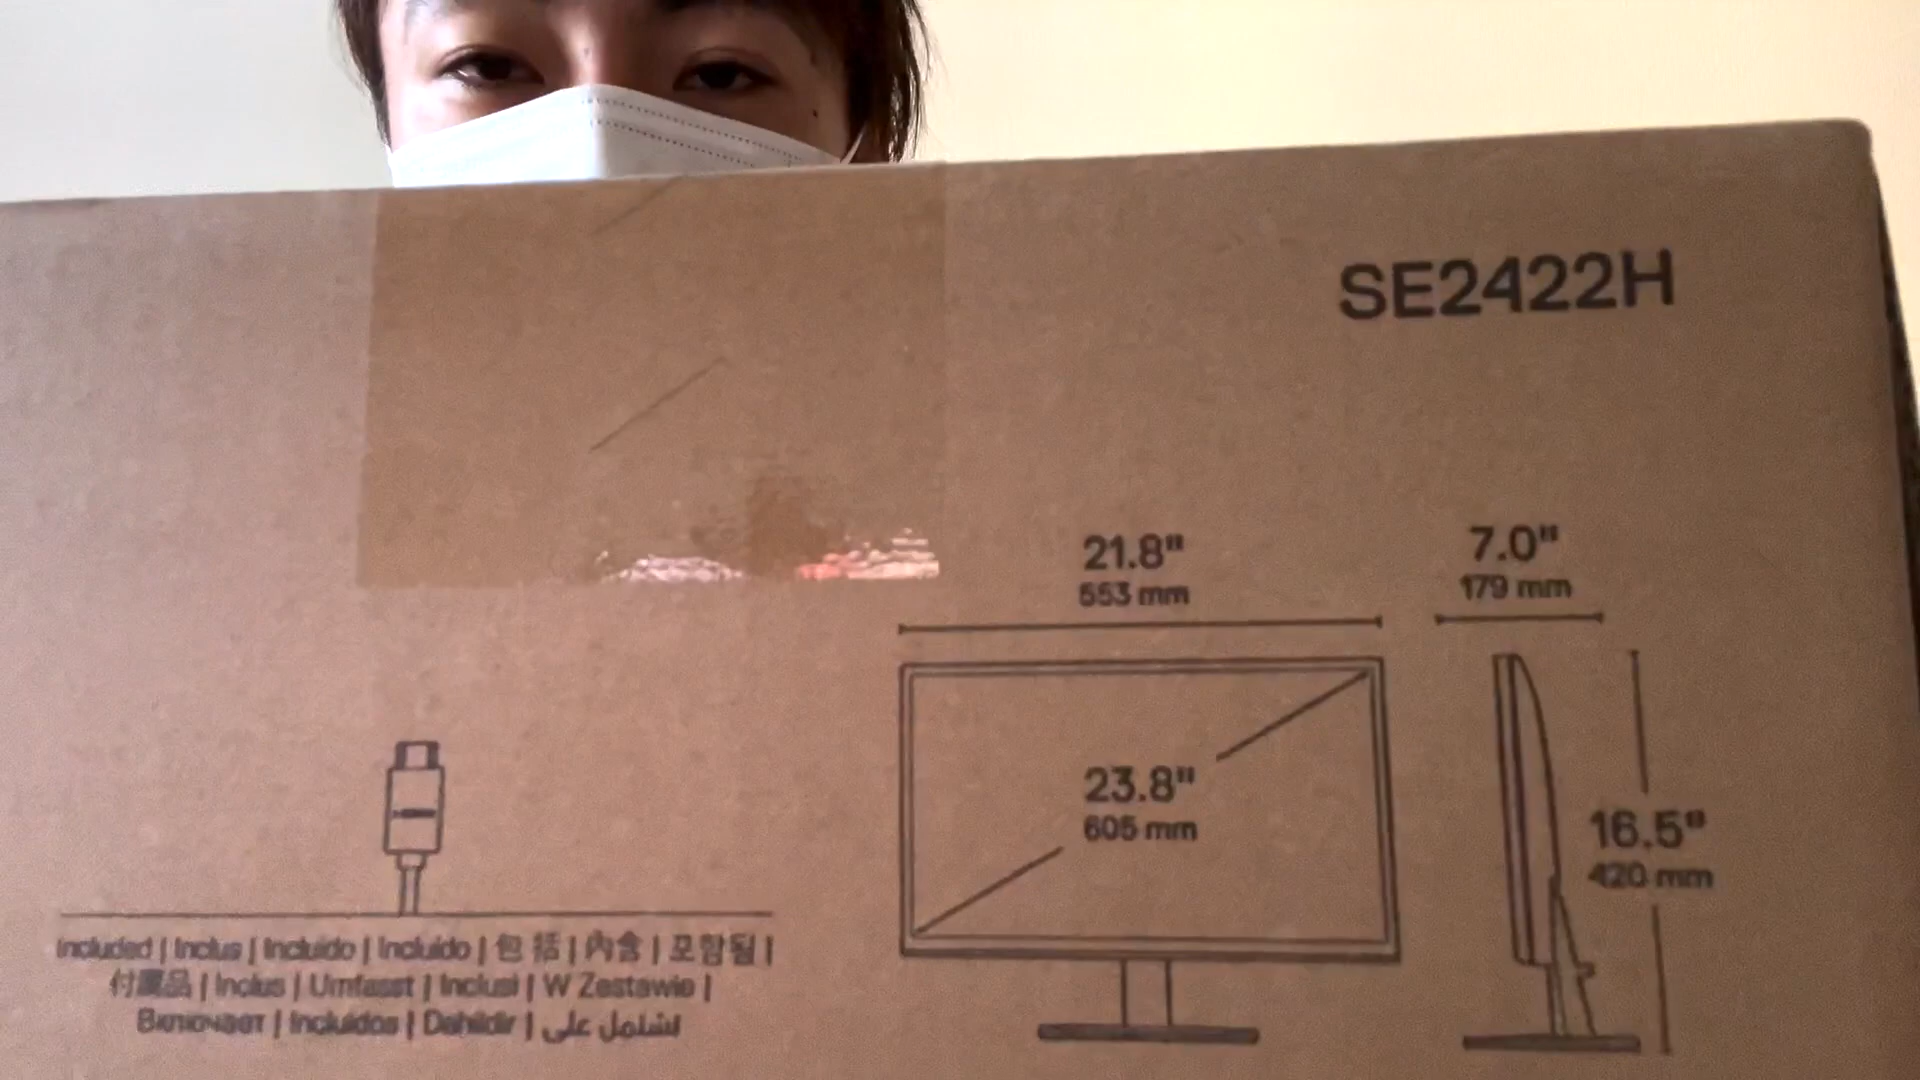 SE2422H
21.8"
553 mm
7.0"
179 mm
23.8"
605 mm
16.5"
420 mm
Included | Inclus | Incluido | Incluído | 包 括 | 內含 | 포함됨 |
付属品 | Inclus | Umfasst | Inclusi | W Zestawie |
Включает | Incluidos | Dahildir | تشامل على